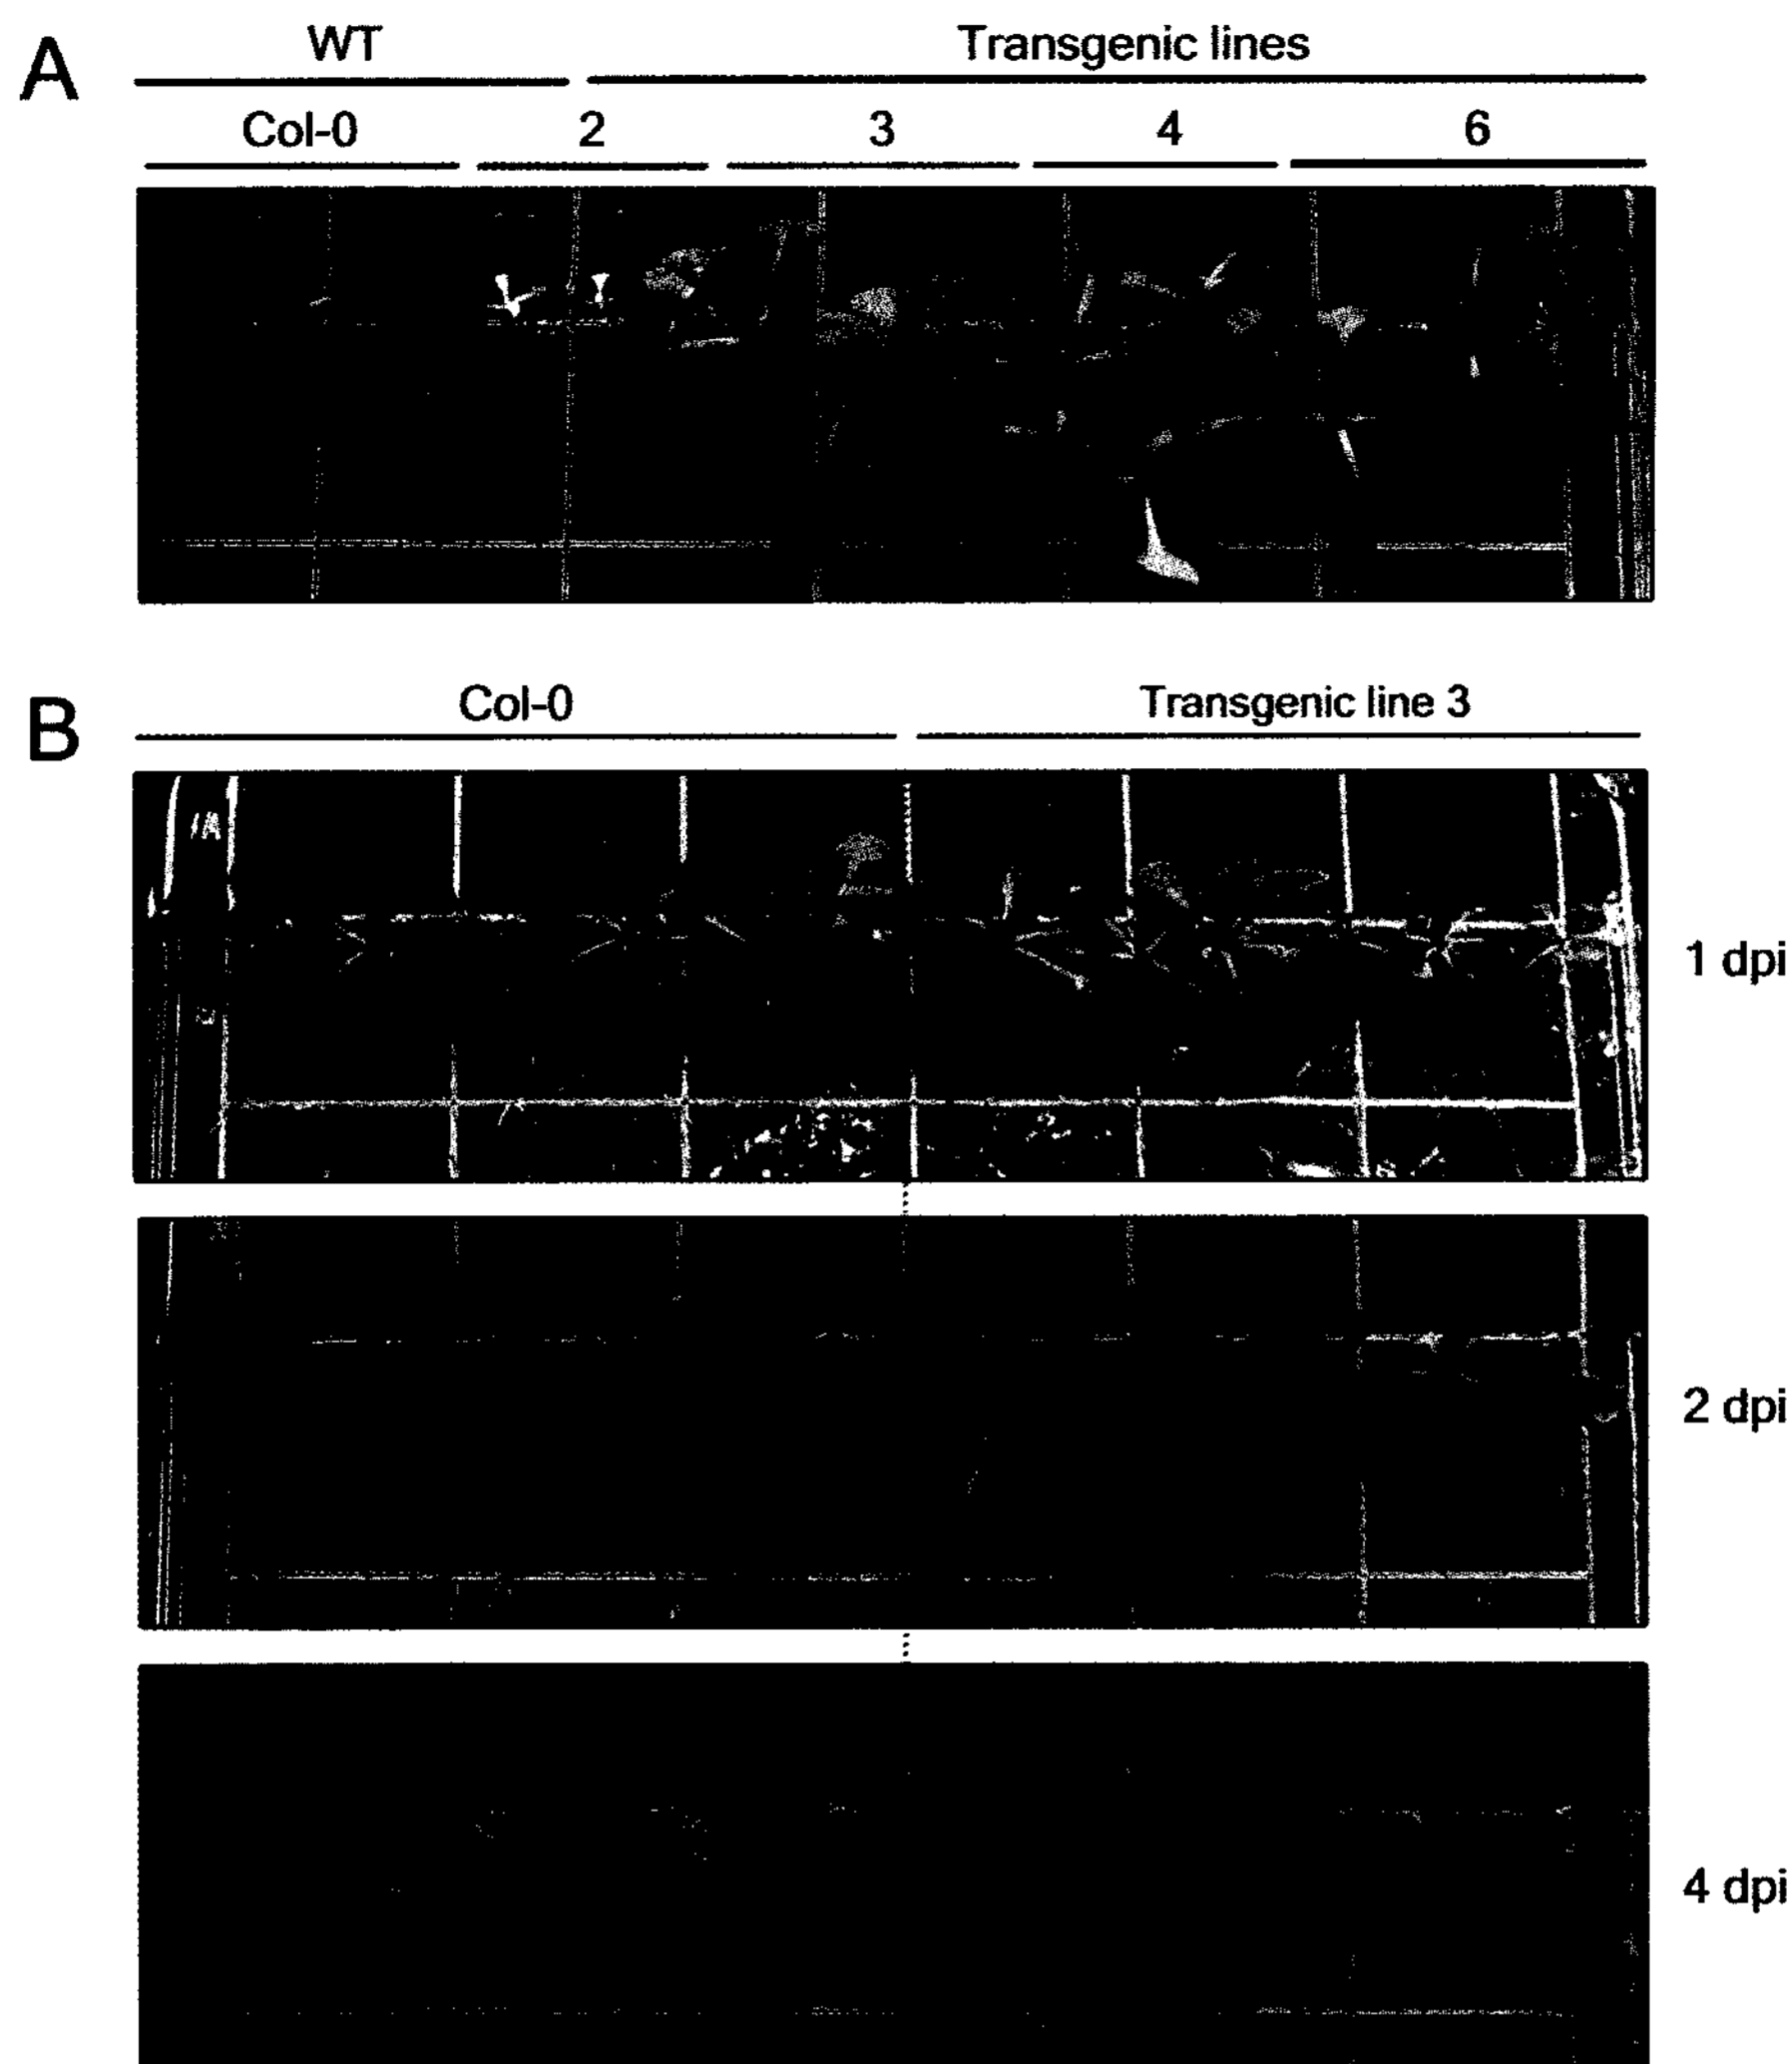 A
WT Transgenic lines
Col-0 2 3 4 6
B
Col-0 Transgenic line 3
1 dpi
2 dpi
4 dpi